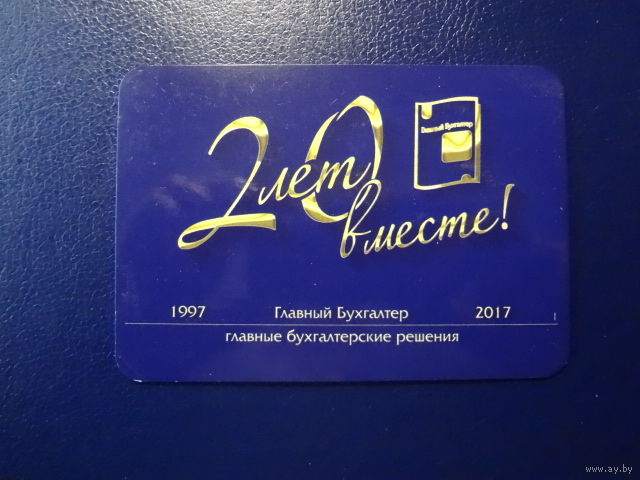 20 лет
вместе!
Главный Бухгалтер
1997 Главный Бухгалтер 2017
главные бухгалтерские решения
www.ay.by